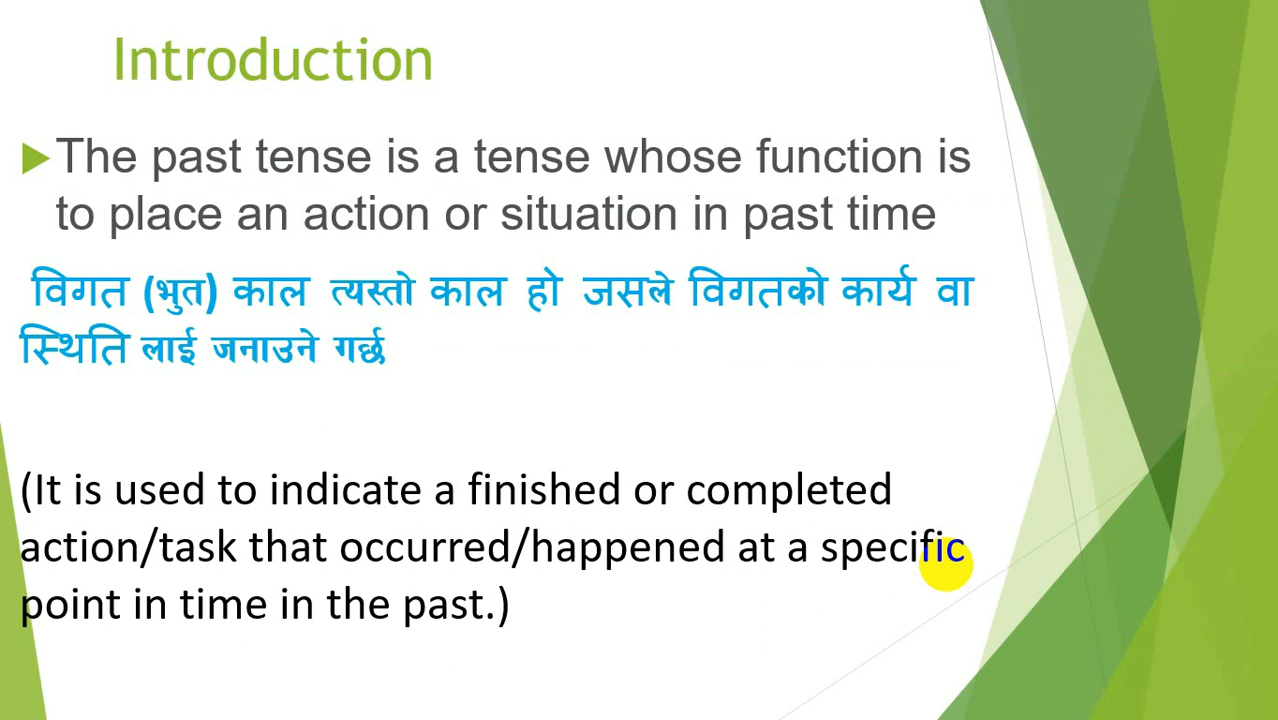 Introduction
The past tense is a tense whose function is
to place an action or situation in past time
विगत (भुत) काल त्यस्तो काल हो जसले विगतको कार्य वा
स्थिति लाई जनाउने गर्छ
(It is used to indicate a finished or completed
action/task that occurred/happened at a specific
point in time in the past.)